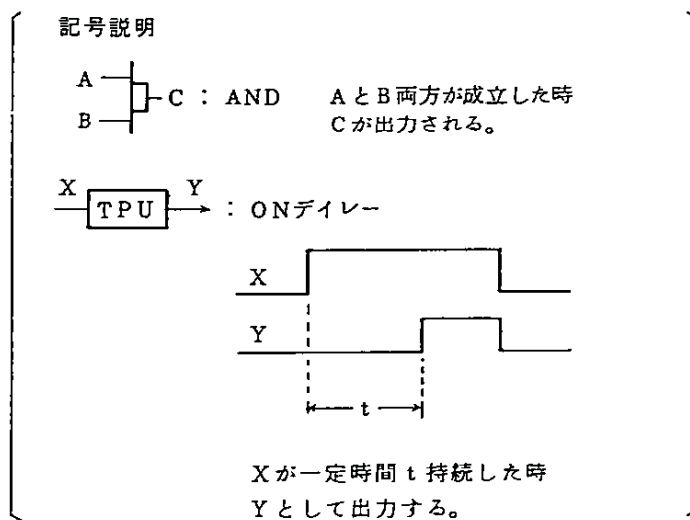 記号説明
A
B
C : AND AとB両方が成立した時
Cが出力される。
X TPU Y : ONデイレー
X
Y
t
Xが一定時間t持続した時
Yとして出力する。